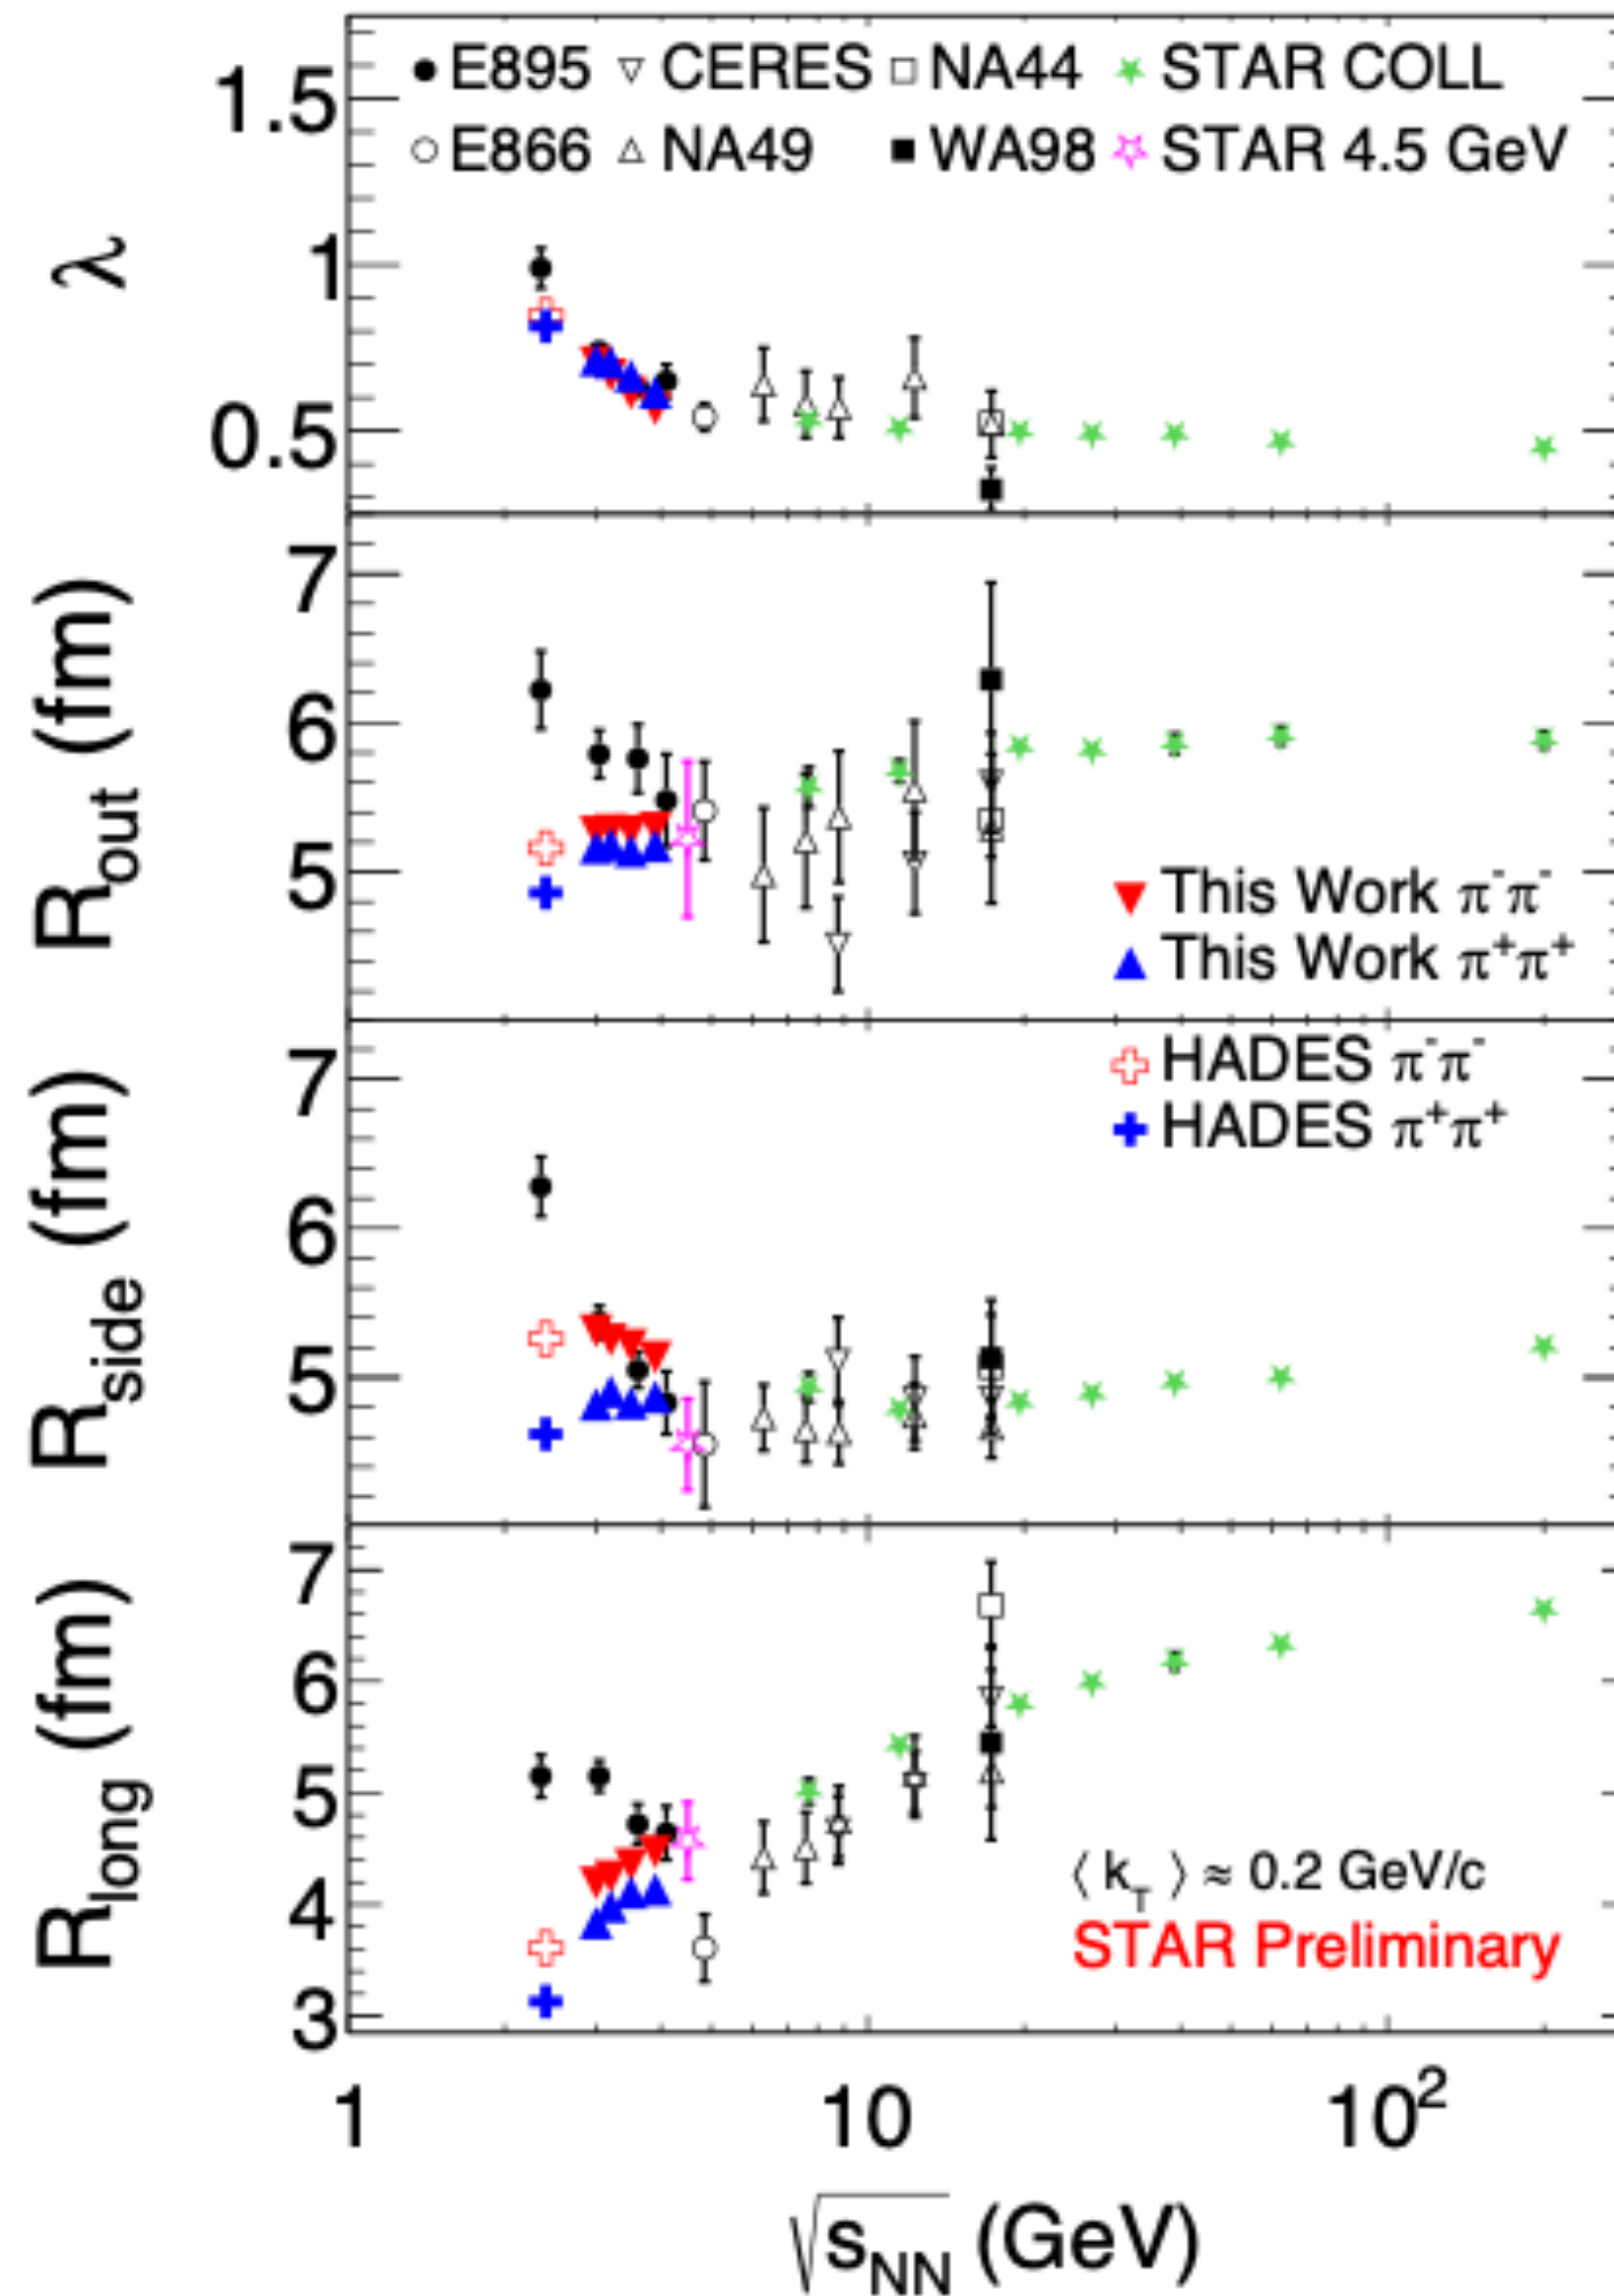 E895 CERES NA44 STAR COLL
E866 NA49 WA98 STAR 4.5 GeV
λ
1.5
1
0.5
R_out (fm)
7
6
5
This Work π⁻π⁻
This Work π⁺π⁺
R_side (fm)
7
6
5
HADES π⁻π⁻
HADES π⁺π⁺
R_long (fm)
7
6
5
4
3
⟨ k_T ⟩ ≈ 0.2 GeV/c
STAR Preliminary
1 10 10²
√s_NN (GeV)